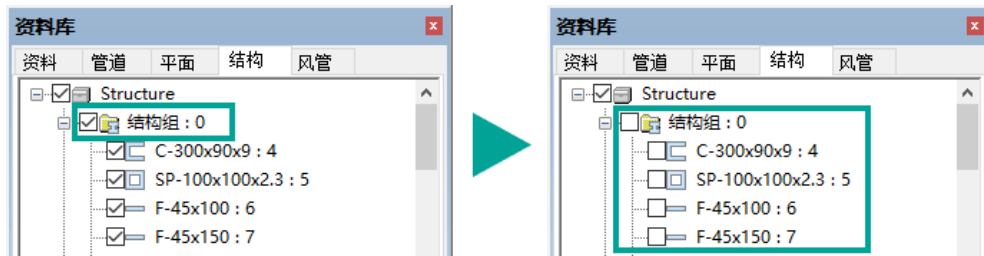 资料库
资料 管道 平面 结构 风管
Structure
结构组:0
C-300x90x9:4
SP-100x100x2.3:5
F-45x100:6
F-45x150:7
资料库
资料 管道 平面 结构 风管
Structure
结构组:0
C-300x90x9:4
SP-100x100x2.3:5
F-45x100:6
F-45x150:7